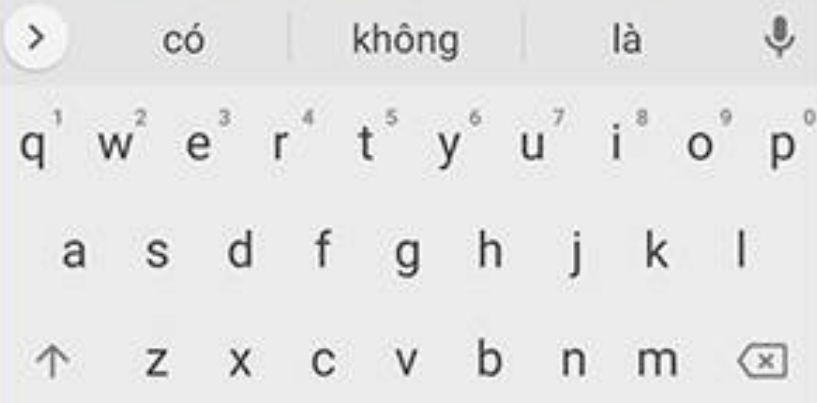 có không là
q1 w2 e3 r4 t5 y6 u7 i8 o9 p0
a s d f g h j k l
z x c v b n m